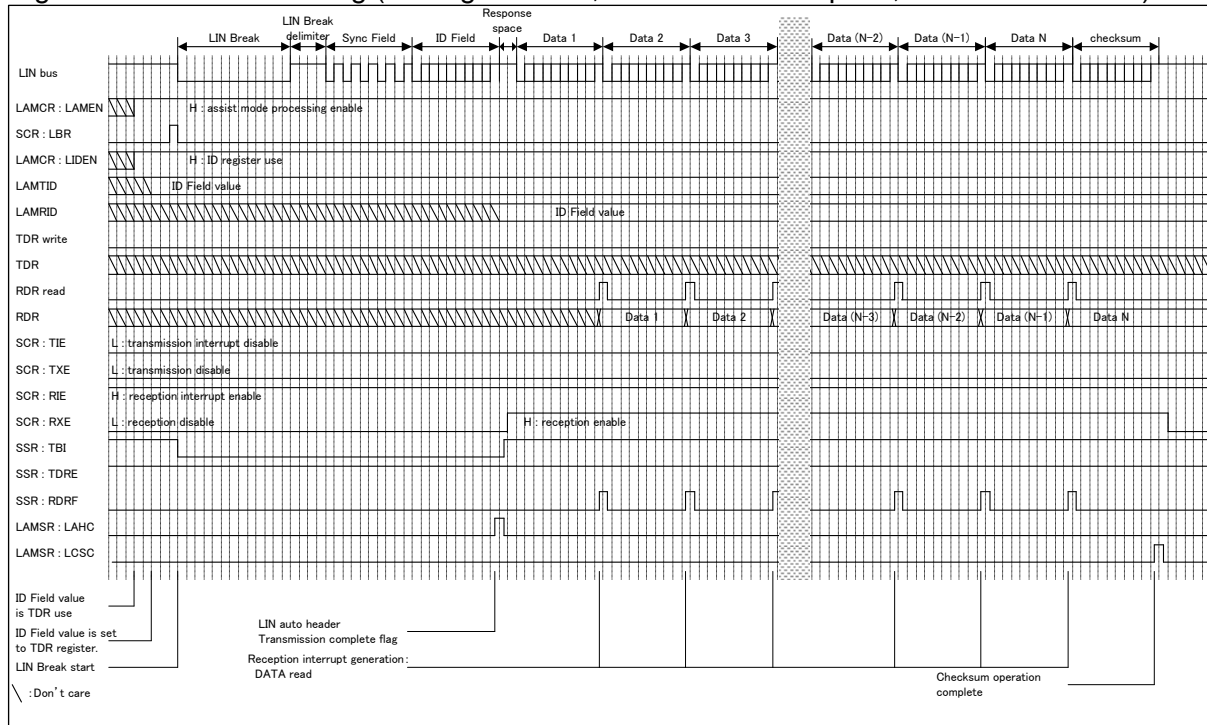 Response
LIN Break space
LIN Break delimiter Sync Field ID Field Data 1 Data 2 Data 3 Data (N-2) Data (N-1) Data N checksum
LIN bus
LAMCR : LAMEN H : assist mode processing enable
SCR : LBR
LAMCR : LIDEN H : ID register use
LAMTID ID Field value
LAMRID ID Field value
TDR write
TDR
RDR read
RDR Data 1 Data 2 Data (N-3) Data (N-2) Data (N-1) Data N
SCR : TIE L : transmission interrupt disable
SCR : TXE L : transmission disable
SCR : RIE H : reception interrupt enable
SCR : RXE L : reception disable H : reception enable
SSR : TBI
SSR : TDRE
SSR : RDRF
LAMSR : LAHC
LAMSR : LCSC
ID Field value
is TDR use
ID Field value is set
to TDR register.
LIN Break start
\ : Don't care
LIN auto header
Transmission complete flag
Reception interrupt generation:
DATA read
Checksum operation
complete